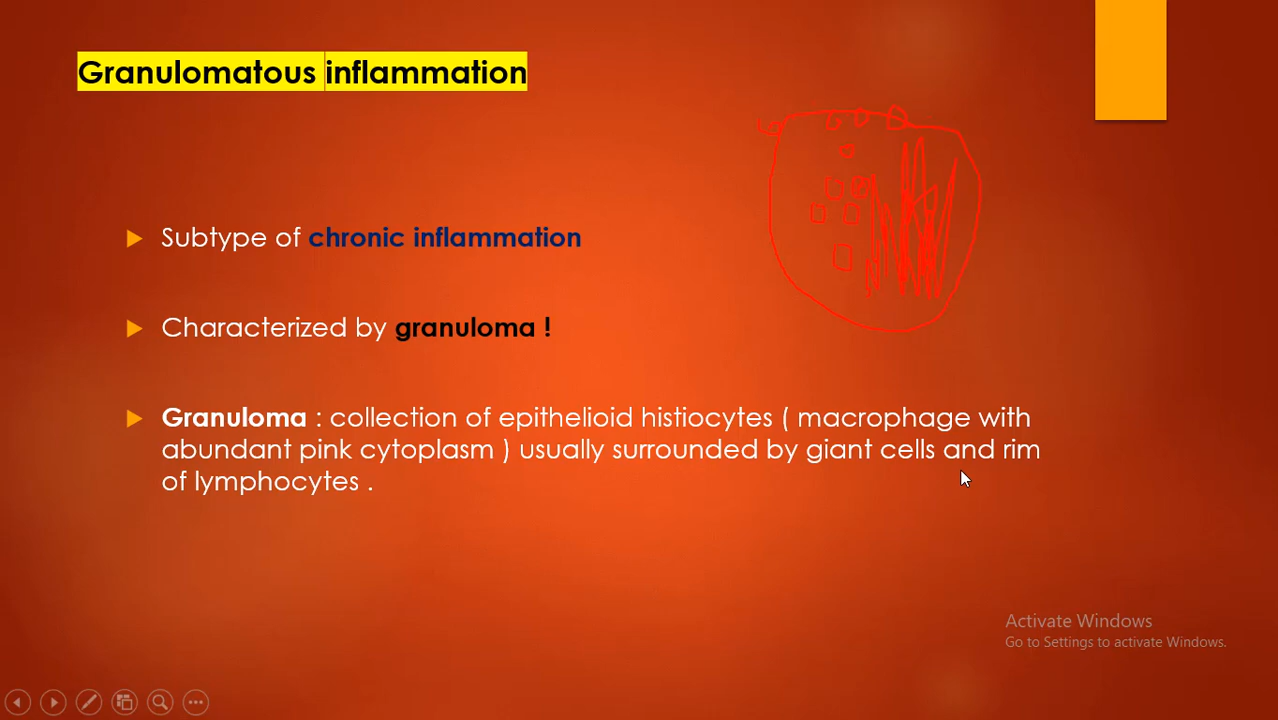 Granulomatous inflammation
Subtype of chronic inflammation
Characterized by granuloma !
Granuloma : collection of epithelioid histiocytes ( macrophage with
abundant pink cytoplasm ) usually surrounded by giant cells and rim
of lymphocytes .
Activate Windows
Go to Settings to activate Windows.